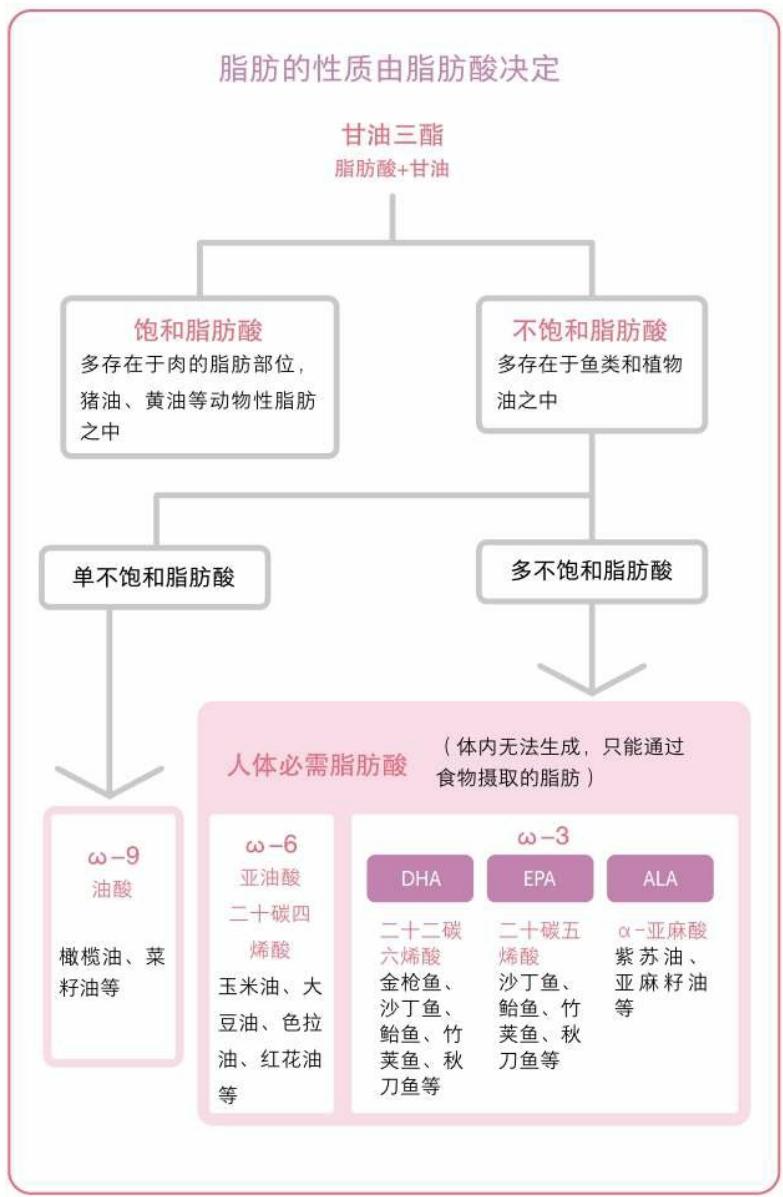 脂肪的性质由脂肪酸决定
甘油三酯
脂肪酸+甘油
饱和脂肪酸
多存在于肉的脂肪部位,
猪油、黄油等动物性脂肪
之中
不饱和脂肪酸
多存在于鱼类和植物
油之中
单不饱和脂肪酸
多不饱和脂肪酸
人体必需脂肪酸
(体内无法生成, 只能通过
食物摄取的脂肪)
ω-9
油酸
橄榄油、菜
籽油等
ω-6
亚油酸
二十碳四
烯酸
玉米油、大
豆油、色拉
油、红花油
等
ω-3
DHA
二十二碳
六烯酸
金枪鱼、
沙丁鱼、
鲐鱼、竹
荚鱼、秋
刀鱼等
EPA
二十碳五
烯酸
沙丁鱼、
鲐鱼、竹
荚鱼、秋
刀鱼等
ALA
α-亚麻酸
紫苏油、
亚麻籽油
等